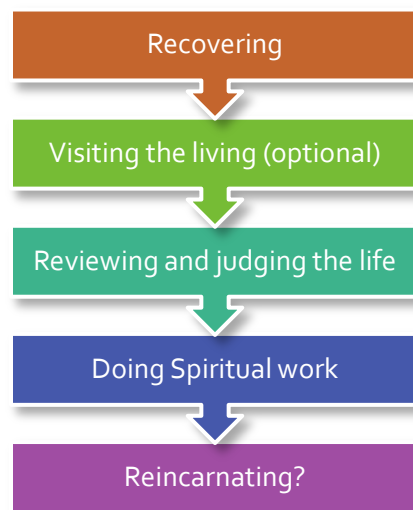 Recovering
Visiting the living (optional)
Reviewing and judging the life
Doing Spiritual work
Reincarnating?